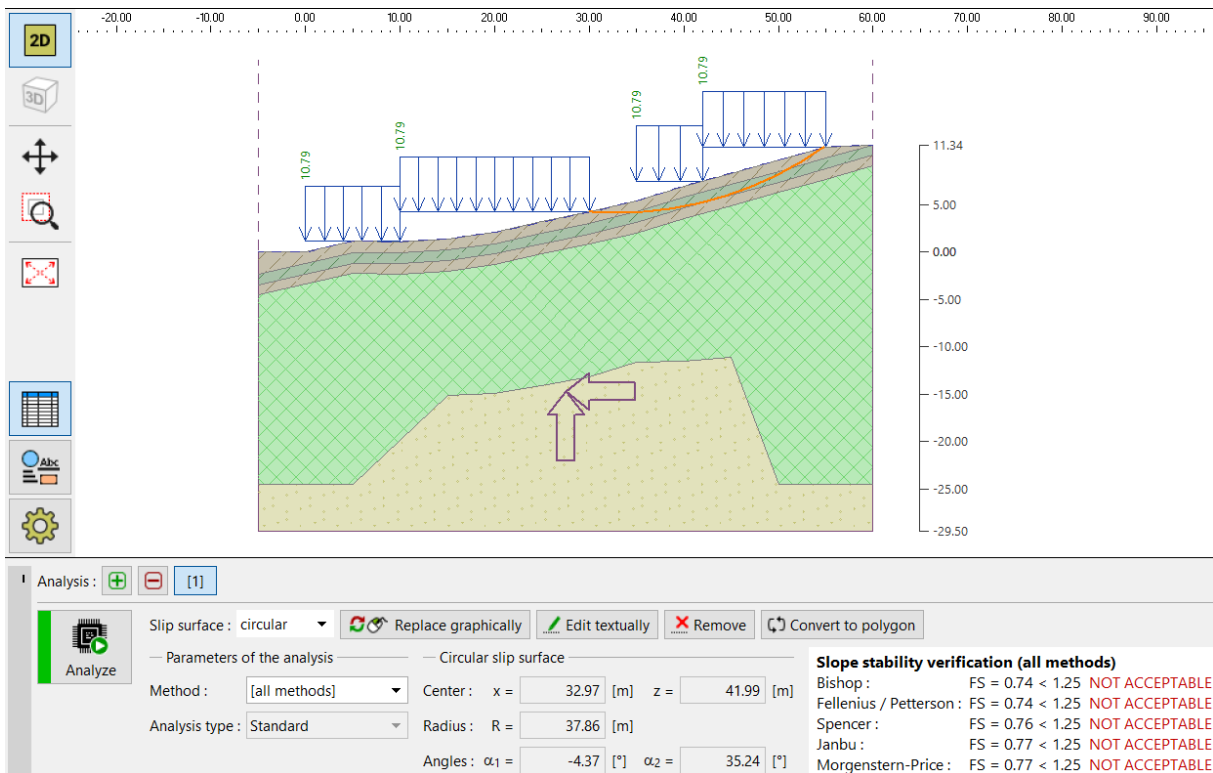 -20.00 -10.00 0.00 10.00 20.00 30.00 40.00 50.00 60.00 70.00 80.00 90.00
2D
3D
10.79
10.79
10.79
10.79
11.34
5.00
0.00
-5.00
-10.00
-15.00
-20.00
-25.00
-29.50
Abc
Analysis : [1]
Analyze
Slip surface : circular Replace graphically Edit textually Remove Convert to polygon
Parameters of the analysis
Method : [all methods]
Analysis type : Standard
Circular slip surface
Center : x = 32.97 [m] z = 41.99 [m]
Radius : R = 37.86 [m]
Angles : α1 = -4.37 [°] α2 = 35.24 [°]
Slope stability verification (all methods)
Bishop : FS = 0.74 < 1.25 NOT ACCEPTABLE
Fellenius / Petterson : FS = 0.74 < 1.25 NOT ACCEPTABLE
Spencer : FS = 0.76 < 1.25 NOT ACCEPTABLE
Janbu : FS = 0.77 < 1.25 NOT ACCEPTABLE
Morgenstern-Price : FS = 0.77 < 1.25 NOT ACCEPTABLE